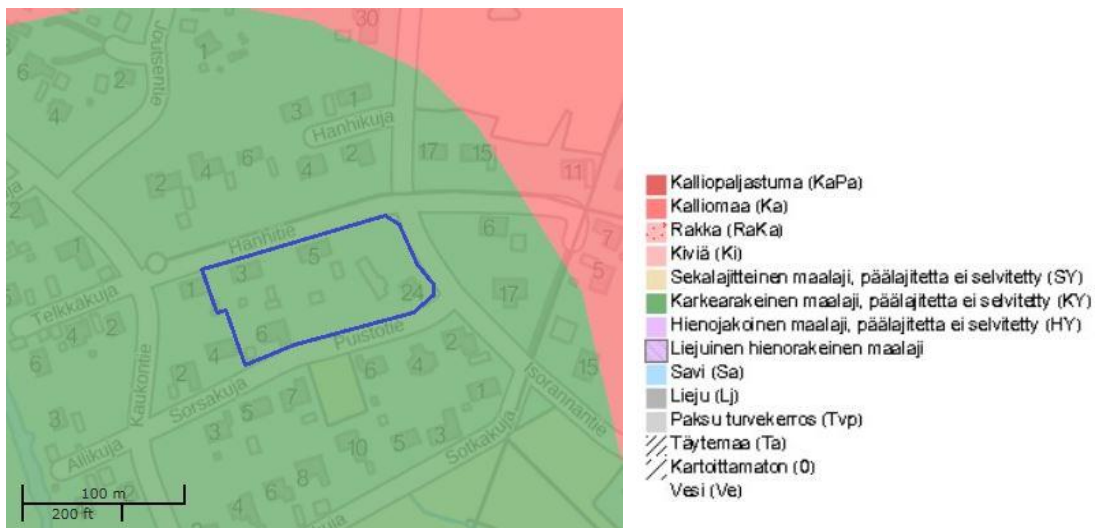 30
Joutsentie
1
6
2
4
3
1
Hanhikuja
6
4
4
2
2
17
15
11
Hanhitie
2
6
7
5
5
3
1
7
Telkkakuja
24
17
Puistotie
6
4
4
2
6
Kaukontie
2
4
2
6
15
Isorannantie
Sorsakuja
7
5
1
3
3
10
5
3
Allikuja
Sotkakuja
8
6
4
2
100 m
200 ft
Kalliopaljastuma (KaPa)
Kalliomaa (Ka)
Rakka (RaKa)
Kiviä (Ki)
Sekalajitteinen maalaji, päälajitetta ei selvitetty (SY)
Karkearakeinen maalaji, päälajitetta ei selvitetty (KY)
Hienojakoinen maalaji, päälajitetta ei selvitetty (HY)
Liejuinen hienorakeinen maalaji
Savi (Sa)
Lieju (Lj)
Paksu turvekerros (Tvp)
Täytemaa (Ta)
Kartoittamaton (0)
Vesi (Ve)